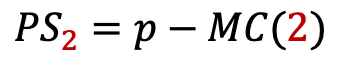 PS₂ = p − MC(2)